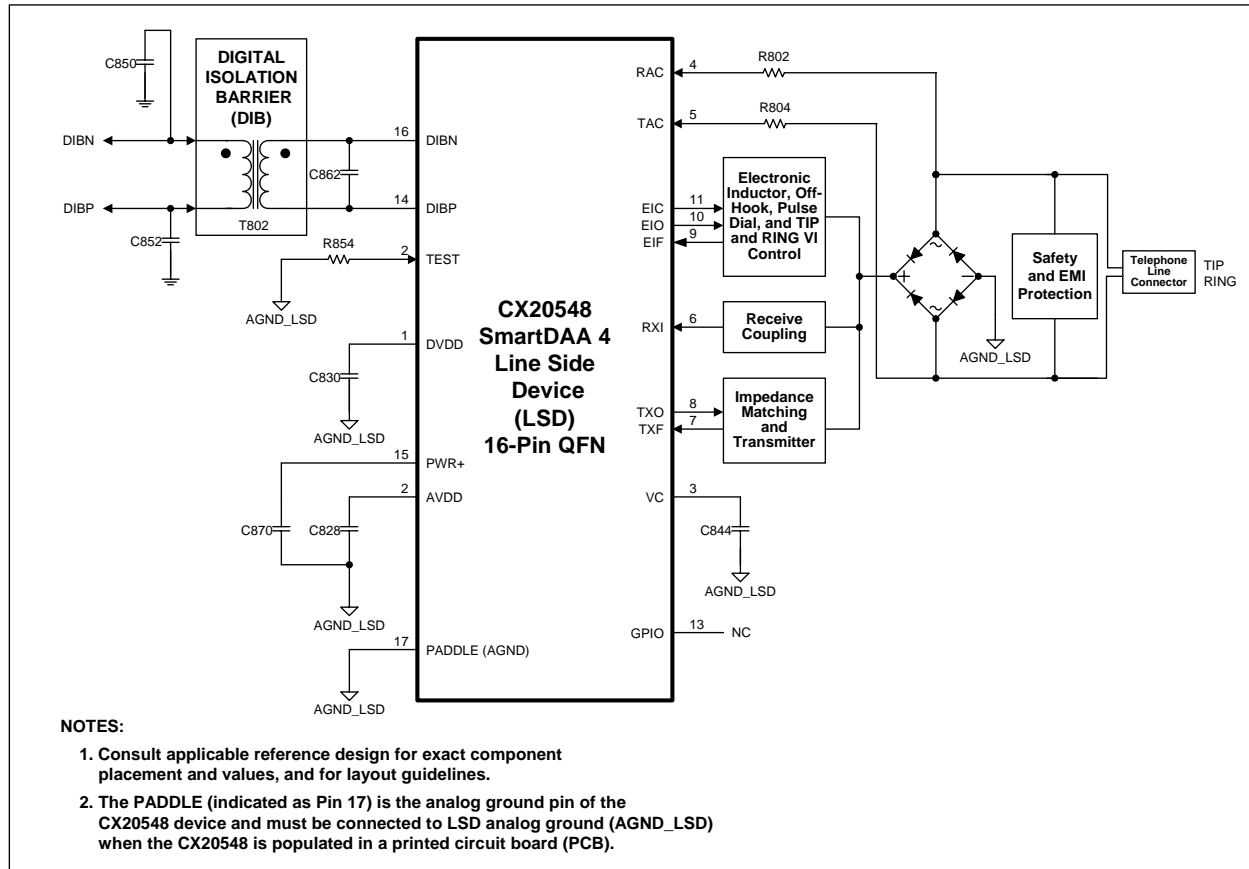 C850
DIGITAL
ISOLATION
BARRIER
(DIB)
DIBN
DIBP
C852
T802
C862
16
DIBN
14
DIBP
R854
2
TEST
AGND_LSD
1
DVDD
C830
AGND_LSD
15
PWR+
2
AVDD
C870
C828
AGND_LSD
17
PADDLE (AGND)
AGND_LSD
CX20548
SmartDAA 4
Line Side
Device
(LSD)
16-Pin QFN
RAC
4
R802
TAC
5
R804
EIC
11
EIO
10
EIF
9
Electronic
Inductor, Off-
Hook, Pulse
Dial, and TIP
and RING VI
Control
RXI
6
Receive
Coupling
TXO
8
TXF
7
Impedance
Matching
and
Transmitter
VC
3
C844
AGND_LSD
GPIO
13
NC
~
+
–
~
AGND_LSD
Safety
and EMI
Protection
Telephone
Line
Connector
TIP
RING
NOTES:
1. Consult applicable reference design for exact component
placement and values, and for layout guidelines.
2. The PADDLE (indicated as Pin 17) is the analog ground pin of the
CX20548 device and must be connected to LSD analog ground (AGND_LSD)
when the CX20548 is populated in a printed circuit board (PCB).